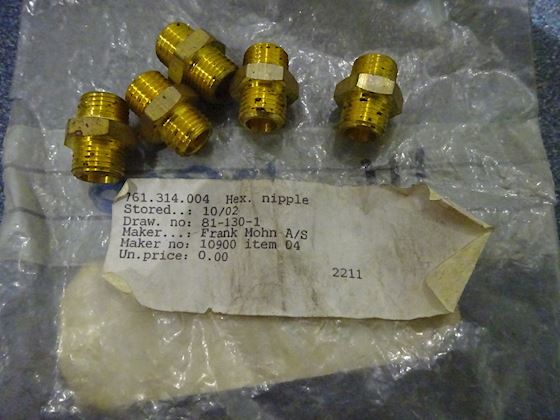 761.314.004 Hex. nipple
Stored..: 10/02
Draw. no: 81-130-1
Maker...: Frank Mohn A/S
Maker no: 10900 item 04
Un.price: 0.00
2211